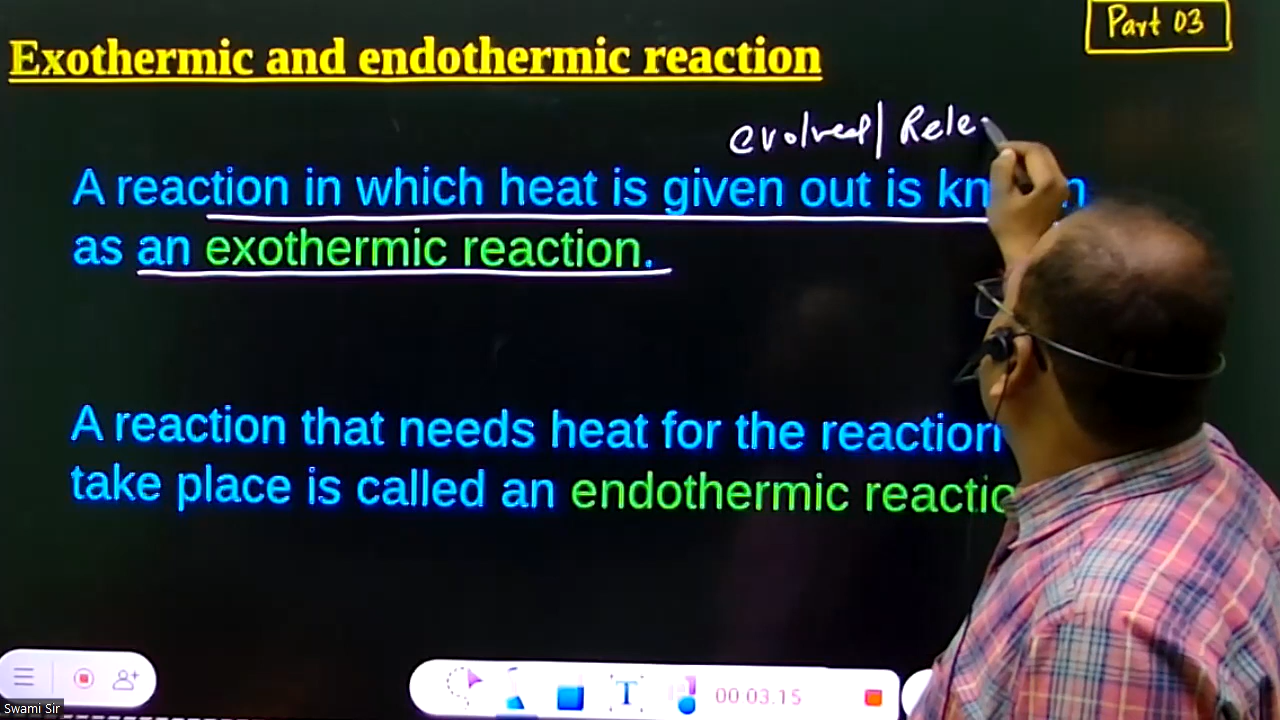 Part 03
Exothermic and endothermic reaction
evolved/ Rele
A reaction in which heat is given out is
as an exothermic reaction.
A reaction that needs heat for the reaction
take place is called an endothermic
T 00:03.15
Swami Sir